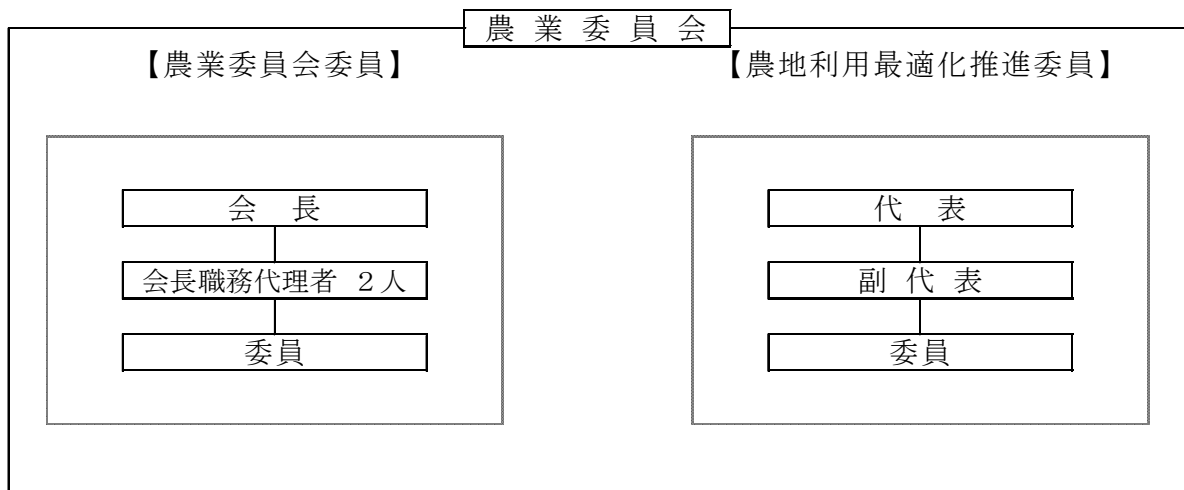 農業委員会
【農業委員会委員】
【農地利用最適化推進委員】
会長
代表
会長職務代理者 2人
副代表
委員
委員